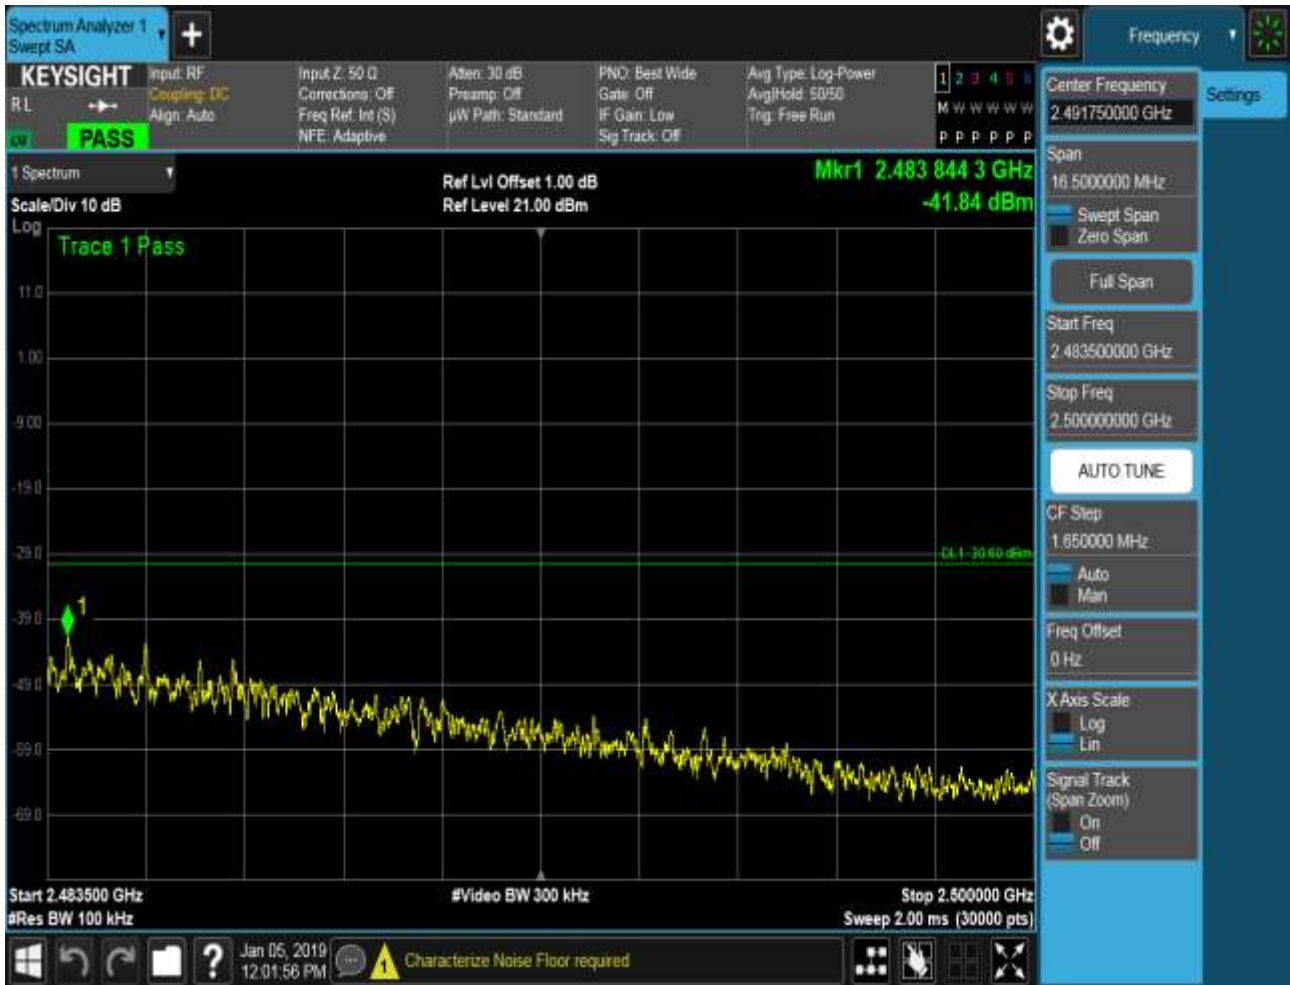 Spectrum Analyzer 1
Swept SA
Frequency
KEYSIGHT
R L
PASS
Input: RF
Coupling: DC
Align: Auto
Input Z: 50 Ω
Corrections: Off
Freq Ref: Int (S)
NFE: Adaptive
Atten: 30 dB
Preamp: Off
µW Path: Standard
PNO: Best Wide
Gate: Off
IF Gain: Low
Sig Track: Off
Avg Type: Log-Power
Avg|Hold: 50/50
Trig: Free Run
1 2 3 4 5 6
M W W W W W
P P P P P P
1 Spectrum
Scale/Div 10 dB
Log
Ref Lvl Offset 1.00 dB
Ref Level 21.00 dBm
Mkr1 2.483 844 3 GHz
-41.84 dBm
Trace 1 Pass
11.0
1.00
-9.00
-19.0
-29.0
DL1 -30.60 dBm
1
-39.0
-49.0
-59.0
-69.0
Start 2.483500 GHz
#Res BW 100 kHz
#Video BW 300 kHz
Stop 2.500000 GHz
Sweep 2.00 ms (30000 pts)
Jan 05, 2019
12:01:56 PM
Characterize Noise Floor required
Center Frequency
2.491750000 GHz
Settings
Span
16.5000000 MHz
Swept Span
Zero Span
Full Span
Start Freq
2.483500000 GHz
Stop Freq
2.500000000 GHz
AUTO TUNE
CF Step
1.650000 MHz
Auto
Man
Freq Offset
0 Hz
X Axis Scale
Log
Lin
Signal Track
(Span Zoom)
On
Off